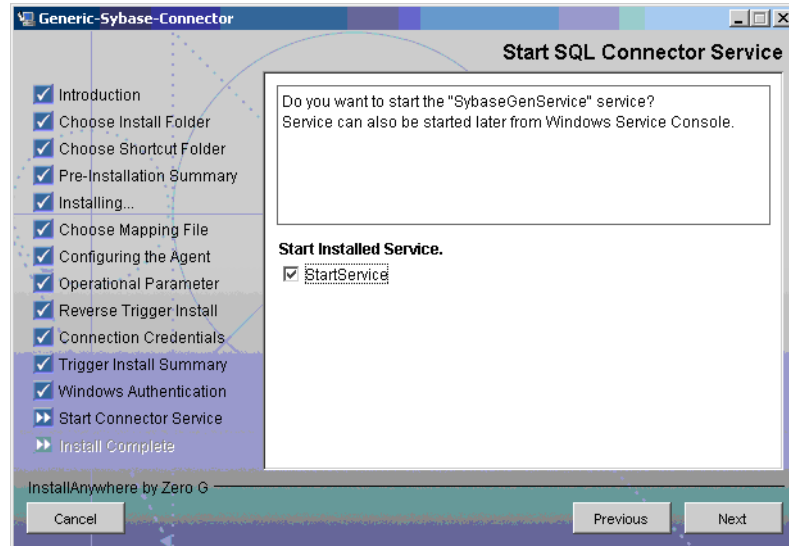 Generic-Sybase-Connector
Start SQL Connector Service
Introduction
Choose Install Folder
Choose Shortcut Folder
Pre-Installation Summary
Installing...
Choose Mapping File
Configuring the Agent
Operational Parameter
Reverse Trigger Install
Connection Credentials
Trigger Install Summary
Windows Authentication
Start Connector Service
Install Complete
Do you want to start the "SybaseGenService" service?
Service can also be started later from Windows Service Console.
Start Installed Service.
StartService
InstallAnywhere by Zero G
Cancel
Previous
Next